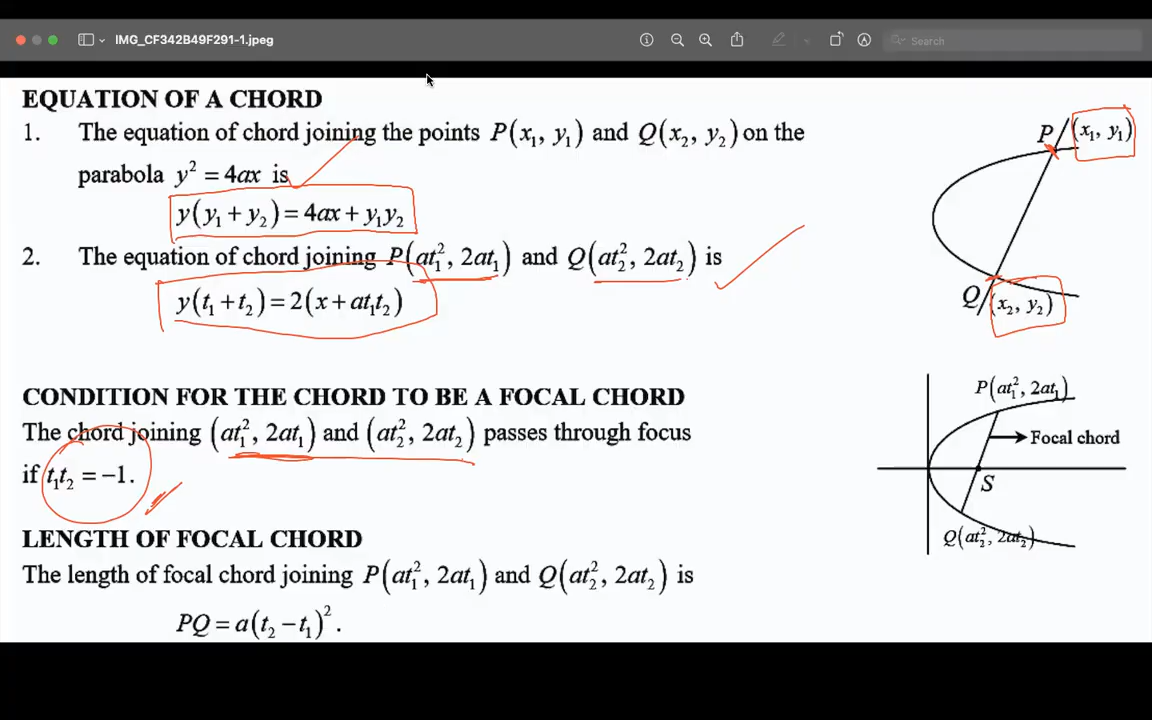 IMG_CF342B49F291-1.jpeg
Search
EQUATION OF A CHORD
1. The equation of chord joining the points P(x₁, y₁) and Q(x₂, y₂) on the
parabola y² = 4ax is
y(y₁ + y₂) = 4ax + y₁y₂
2. The equation of chord joining P(at₁², 2at₁) and Q(at₂², 2at₂) is
y(t₁ + t₂) = 2(x + at₁t₂)
P (x₁, y₁)
Q (x₂, y₂)
CONDITION FOR THE CHORD TO BE A FOCAL CHORD
The chord joining (at₁², 2at₁) and (at₂², 2at₂) passes through focus
if t₁t₂ = −1.
P(at₁², 2at₁)
Focal chord
S
Q(at₂², 2at₂)
LENGTH OF FOCAL CHORD
The length of focal chord joining P(at₁², 2at₁) and Q(at₂², 2at₂) is
PQ = a(t₂ − t₁)².